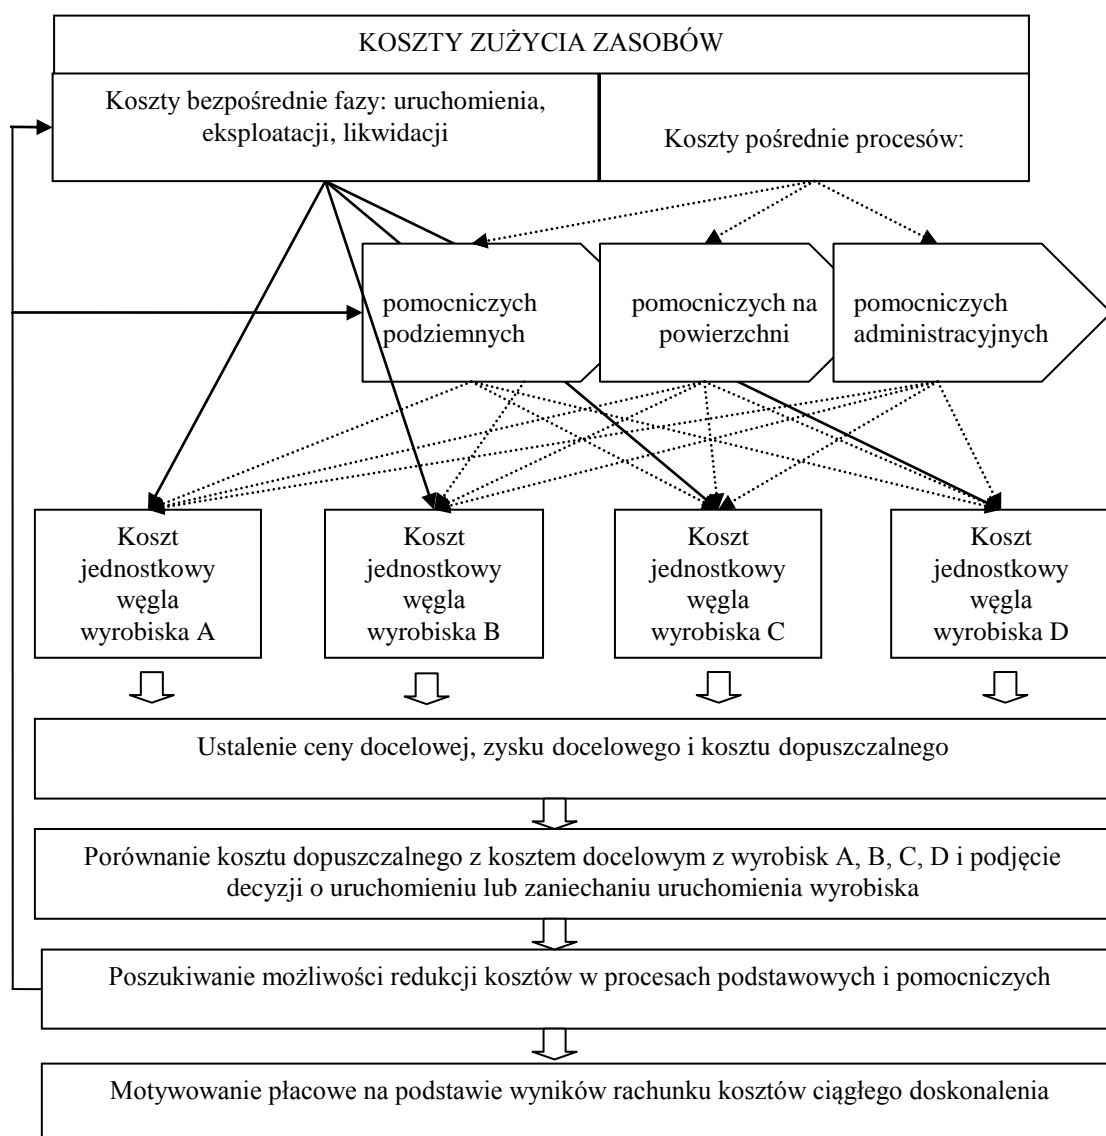 KOSZTY ZUŻYCIA ZASOBÓW
Koszty bezpośrednie fazy: uruchomienia,
eksploatacji, likwidacji
Koszty pośrednie procesów:
pomocniczych
podziemnych
pomocniczych na
powierzchni
pomocniczych
administracyjnych
Koszt
jednostkowy
węgla
wyrobiska A
Koszt
jednostkowy
węgla
wyrobiska B
Koszt
jednostkowy
węgla
wyrobiska C
Koszt
jednostkowy
węgla
wyrobiska D
Ustalenie ceny docelowej, zysku docelowego i kosztu dopuszczalnego
Porównanie kosztu dopuszczalnego z kosztem docelowym z wyrobisk A, B, C, D i podjęcie
decyzji o uruchomieniu lub zaniechaniu uruchomienia wyrobiska
Poszukiwanie możliwości redukcji kosztów w procesach podstawowych i pomocniczych
Motywowanie płacowe na podstawie wyników rachunku kosztów ciągłego doskonalenia